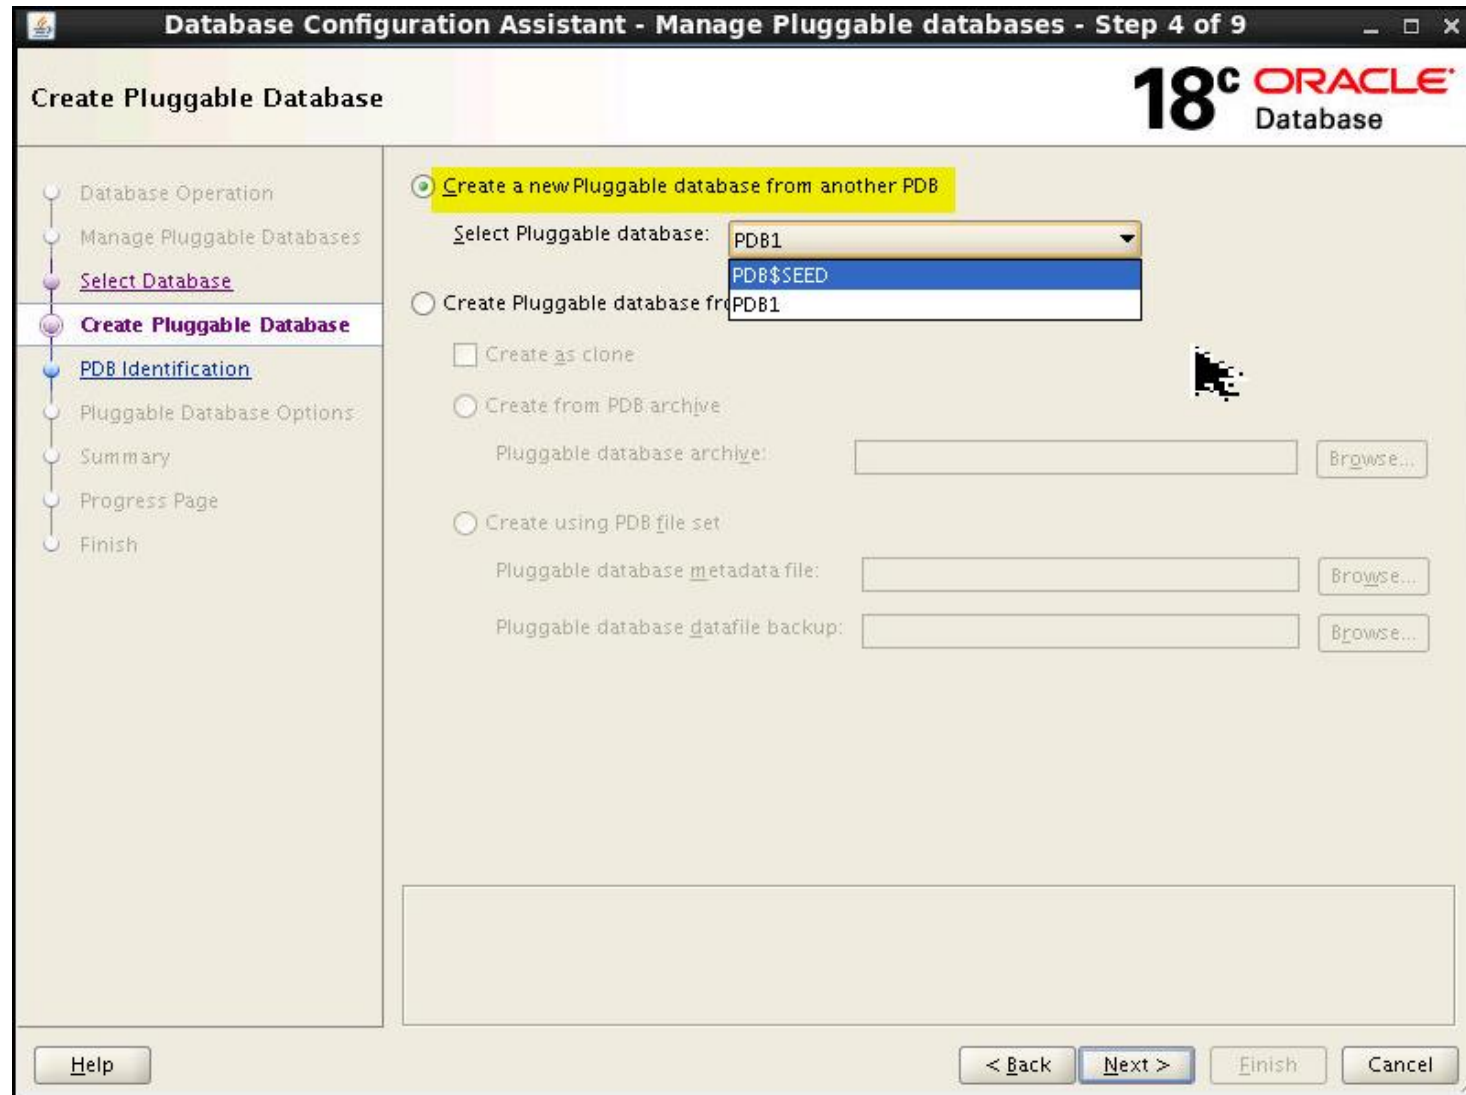 Database Configuration Assistant - Manage Pluggable databases - Step 4 of 9
Create Pluggable Database
18c ORACLE
Database
Database Operation
Manage Pluggable Databases
Select Database
Create Pluggable Database
PDB Identification
Pluggable Database Options
Summary
Progress Page
Finish
Create a new Pluggable database from another PDB
Select Pluggable database: PDB1
PDB$SEED
PDB1
Create Pluggable database
Create as clone
Create from PDB archive
Pluggable database archive: Browse...
Create using PDB file set
Pluggable database metadata file: Browse...
Pluggable database datafile backup: Browse...
Help
< Back Next > Finish Cancel